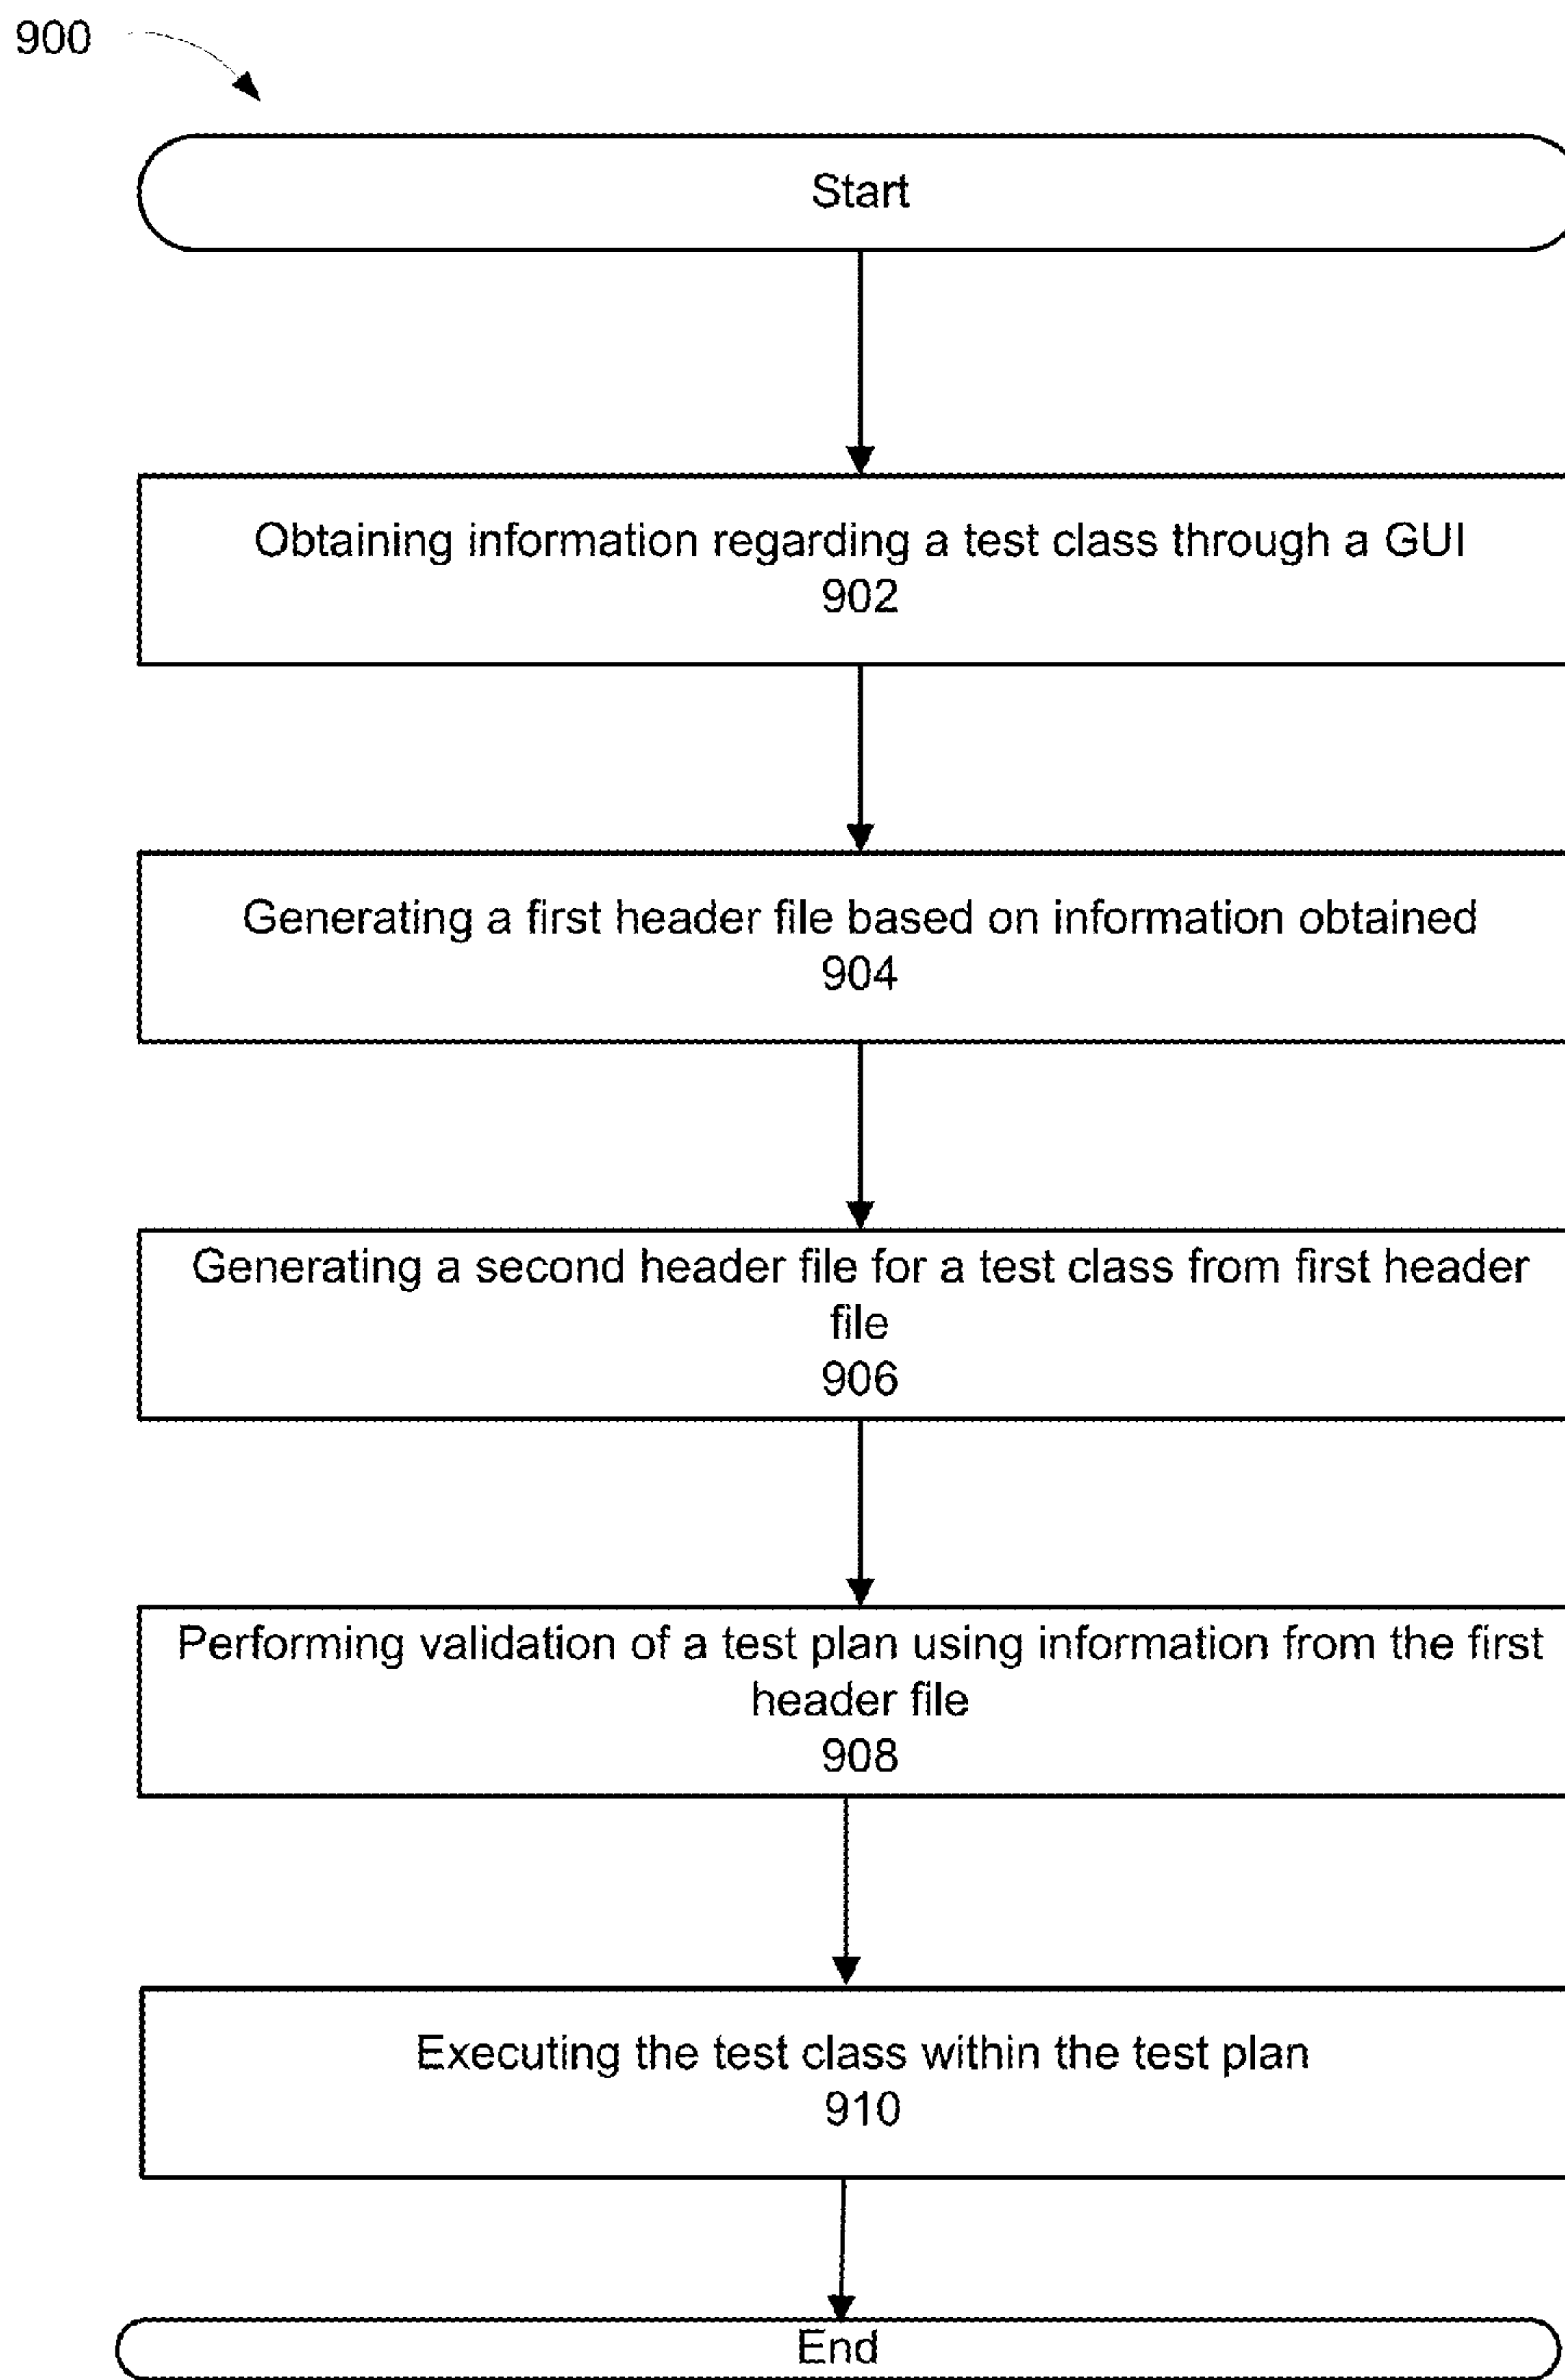 900
Start
Obtaining information regarding a test class through a GUI
902
Generating a first header file based on information obtained
904
Generating a second header file for a test class from first header
file
906
Performing validation of a test plan using information from the first
header file
908
Executing the test class within the test plan
910
End